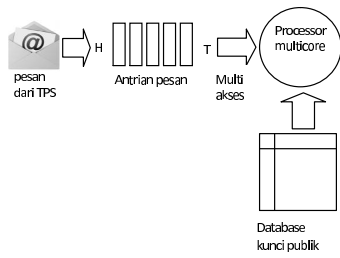 @
H
T
Processor
multicore
pesan
dari TPS
Antrian pesan
Multi
akses
Database
kunci publik